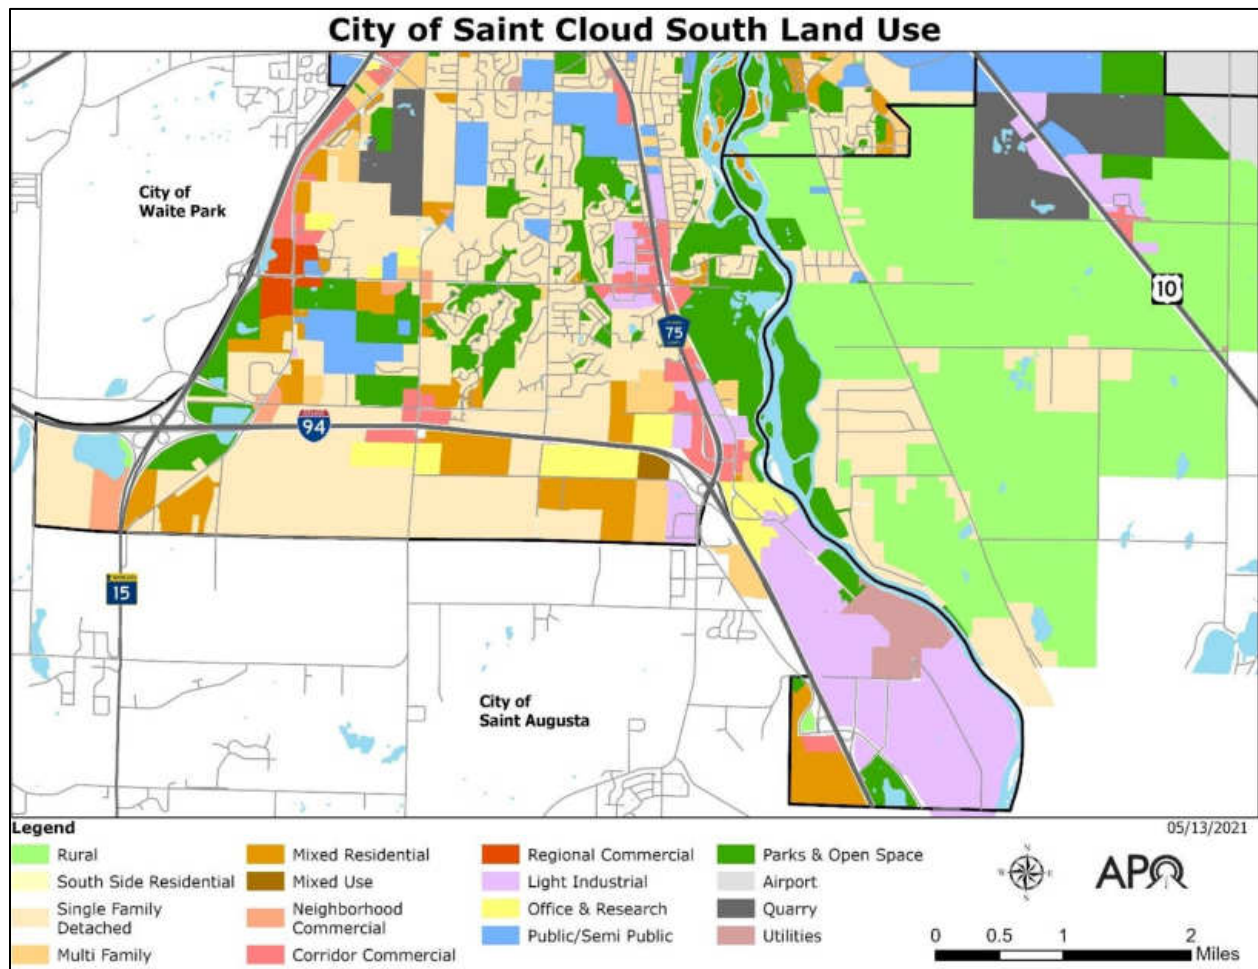 City of Saint Cloud South Land Use
City of
Waite Park
10
75
94
15
City of
Saint Augusta
Legend
05/13/2021
Rural
South Side Residential
Single Family
Detached
Multi Family
Mixed Residential
Mixed Use
Neighborhood
Commercial
Corridor Commercial
Regional Commercial
Light Industrial
Office & Research
Public/Semi Public
Parks & Open Space
Airport
Quarry
Utilities
N
W
E
S
APO
0 0.5 1 2
Miles